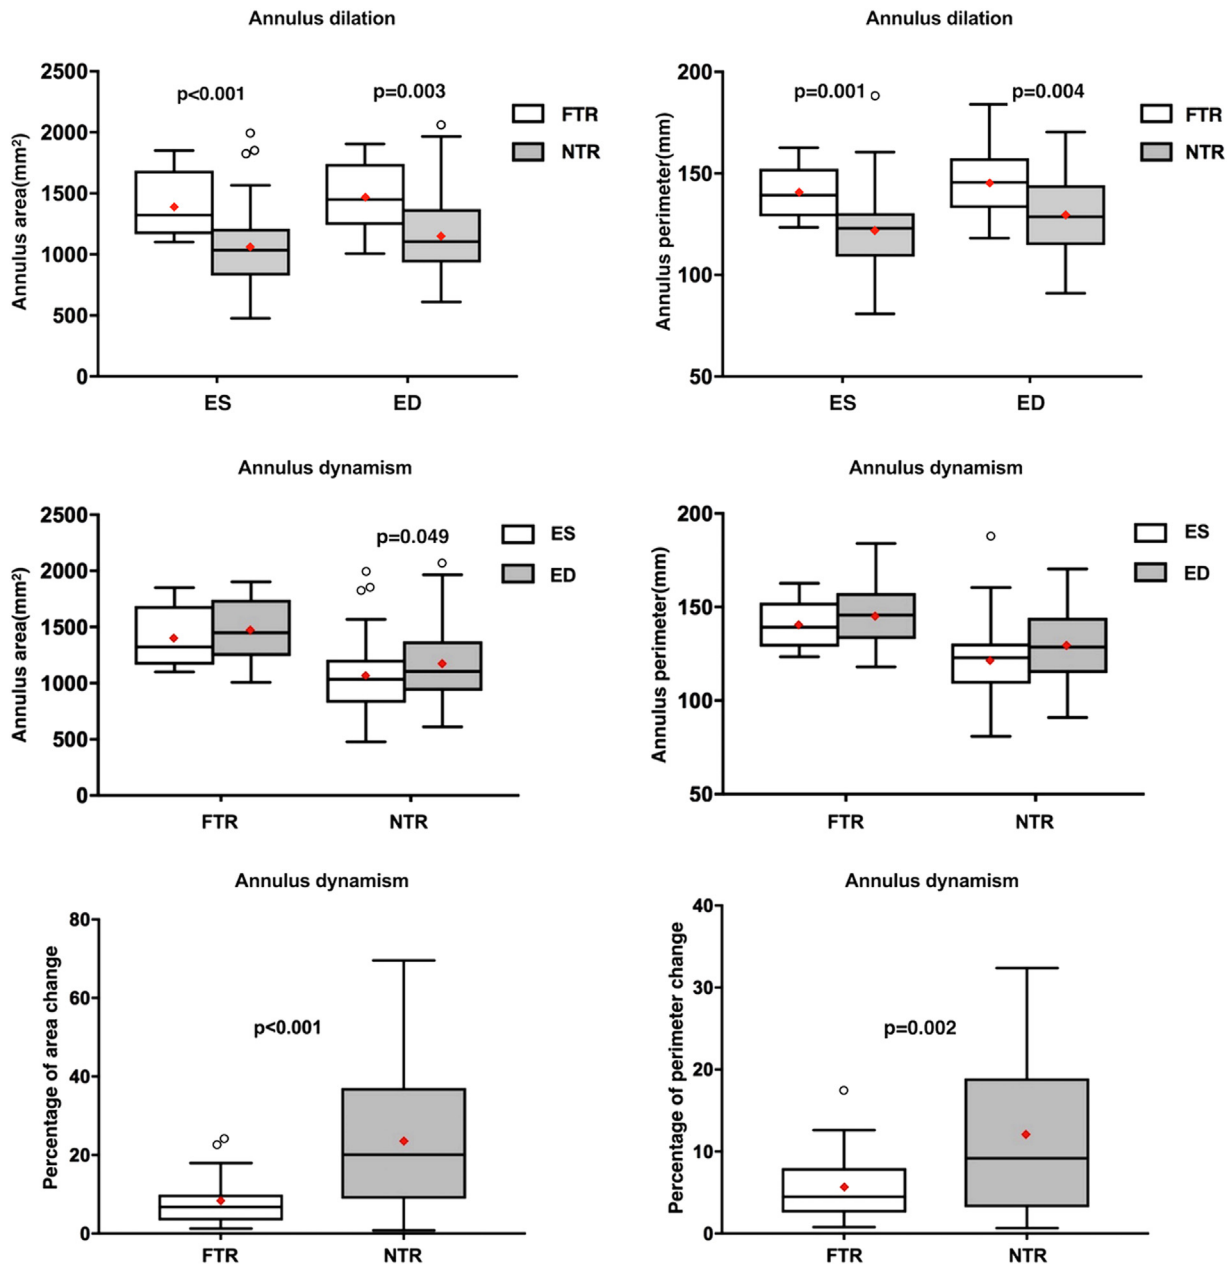 Annulus dilation
Annulus area(mm²)
2500
2000
1500
1000
500
0
p<0.001
p=0.003
FTR
NTR
ES
ED
Annulus dilation
Annulus perimeter(mm)
200
150
100
50
p=0.001
p=0.004
FTR
NTR
ES
ED
Annulus dynamism
Annulus area(mm²)
2500
2000
1500
1000
500
0
p=0.049
ES
ED
FTR
NTR
Annulus dynamism
Annulus perimeter(mm)
200
150
100
50
ES
ED
FTR
NTR
Annulus dynamism
Percentage of area change
80
60
40
20
0
p<0.001
FTR
NTR
Annulus dynamism
Percentage of perimeter change
40
30
20
10
0
p=0.002
FTR
NTR